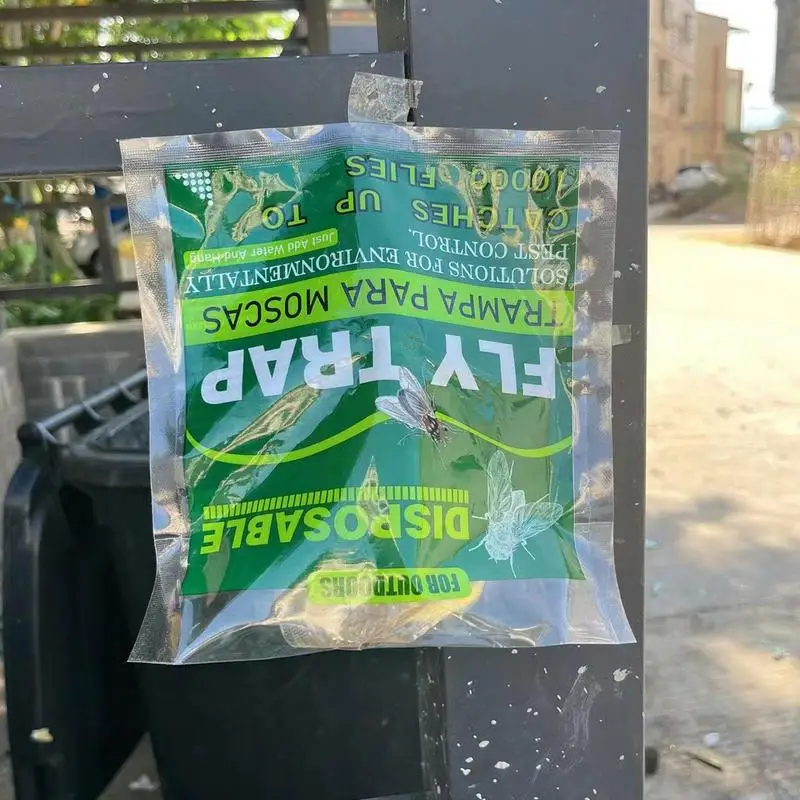 FOR OUTDOORS
DISPOSABLE
FLY TRAP
TRAMPA PARA MOSCAS
SOLUTIONS FOR ENVIRONMENTALLY
PEST CONTROL.
Just Add Water And Hang
CATCHES UP TO
10000 FLIES